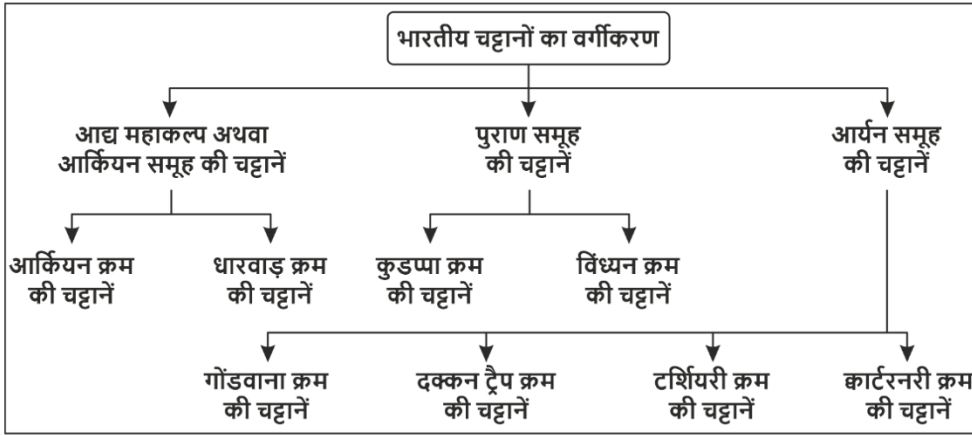 भारतीय चट्टानों का वर्गीकरण
आद्य महाकल्प अथवा
आर्कियन समूह की चट्टानें
पुराण समूह
की चट्टानें
आर्यन समूह
की चट्टानें
आर्कियन क्रम
की चट्टानें
धारवाड़ क्रम
की चट्टानें
कुडप्पा क्रम
की चट्टानें
विंध्यन क्रम
की चट्टानें
गोंडवाना क्रम
की चट्टानें
दक्कन ट्रैप क्रम
की चट्टानें
टर्शियरी क्रम
की चट्टानें
क्वार्टरनरी क्रम
की चट्टानें